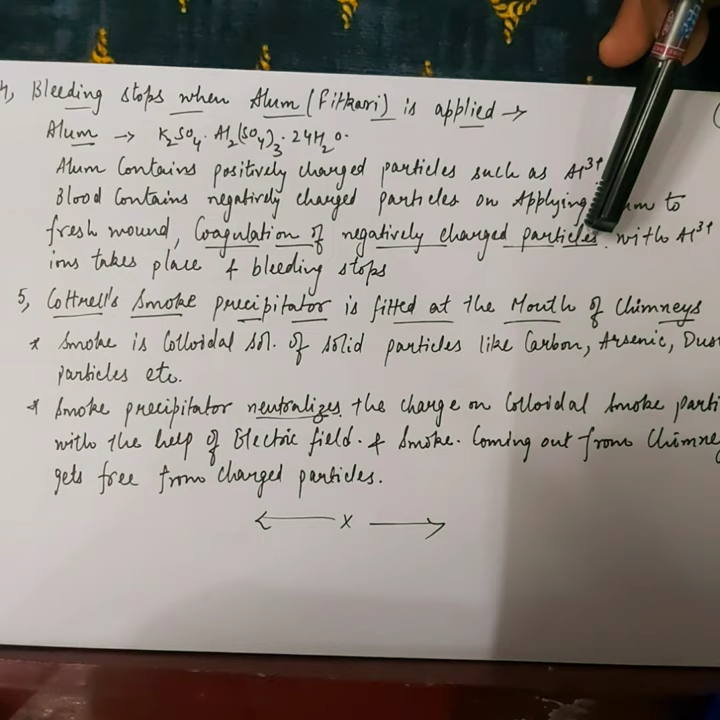 4, Bleeding stops when Alum (Fitkari) is applied →
Alum → K₂SO₄. Al₂(SO₄)₃. 24H₂O.
Alum Contains positively charged particles such as Al³⁺
Blood Contains negatively charged particles on Applying to
fresh wound, Coagulation of negatively charged particles with Al³⁺
ions takes place & bleeding stops
5, Cottrell's Smoke precipitator is fitted at the Mouth of Chimneys
* Smoke is Colloidal Sol. of solid particles like Carbon, Arsenic, Dus
particles etc.
* Smoke precipitator neutralizes the charge on Colloidal Smoke parti
with the help of Electric field. & Smoke. Coming out from Chimne
gets free from Charged particles.
← x →